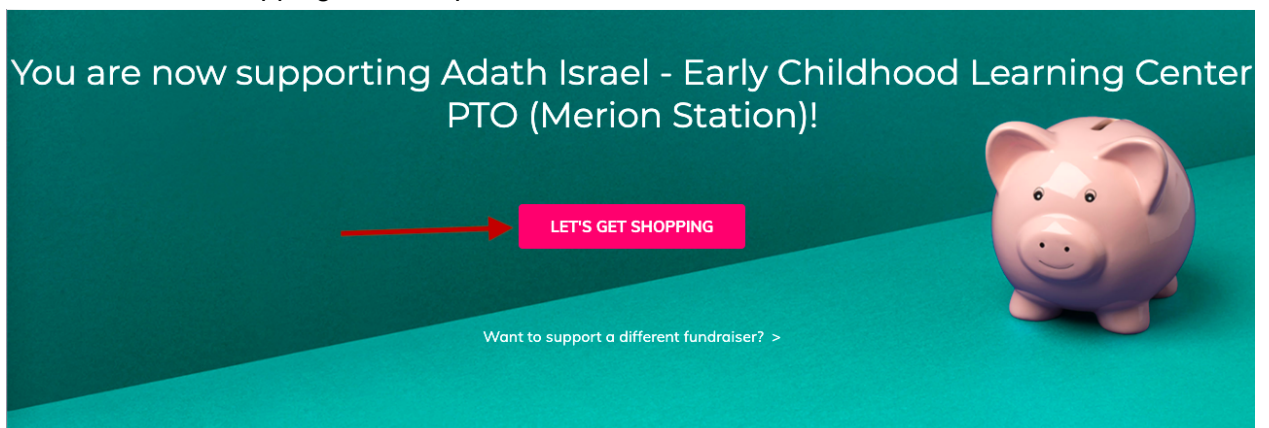 You are now supporting Adath Israel - Early Childhood Learning Center
PTO (Merion Station)!
LET'S GET SHOPPING
Want to support a different fundraiser? >